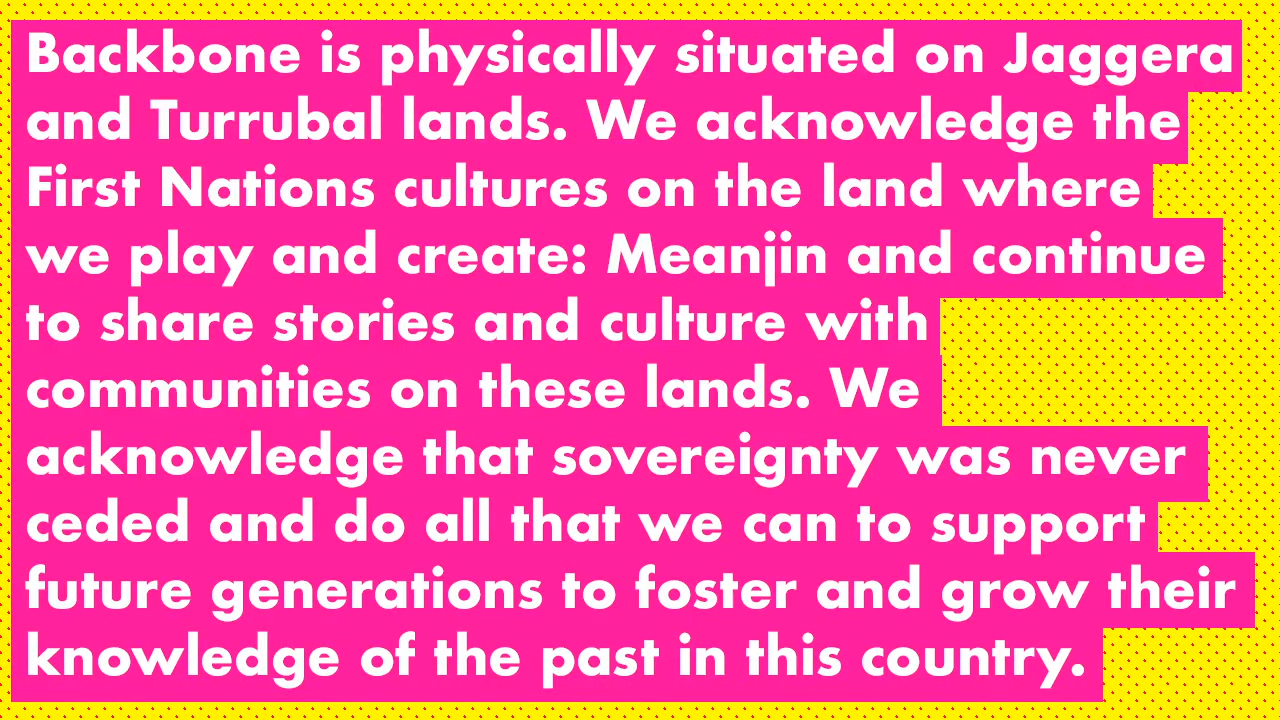 Backbone is physically situated on Jaggera
and Turrubal lands. We acknowledge the
First Nations cultures on the land where
we play and create: Meanjin and continue
to share stories and culture with
communities on these lands. We
acknowledge that sovereignty was never
ceded and do all that we can to support
future generations to foster and grow their
knowledge of the past in this country.